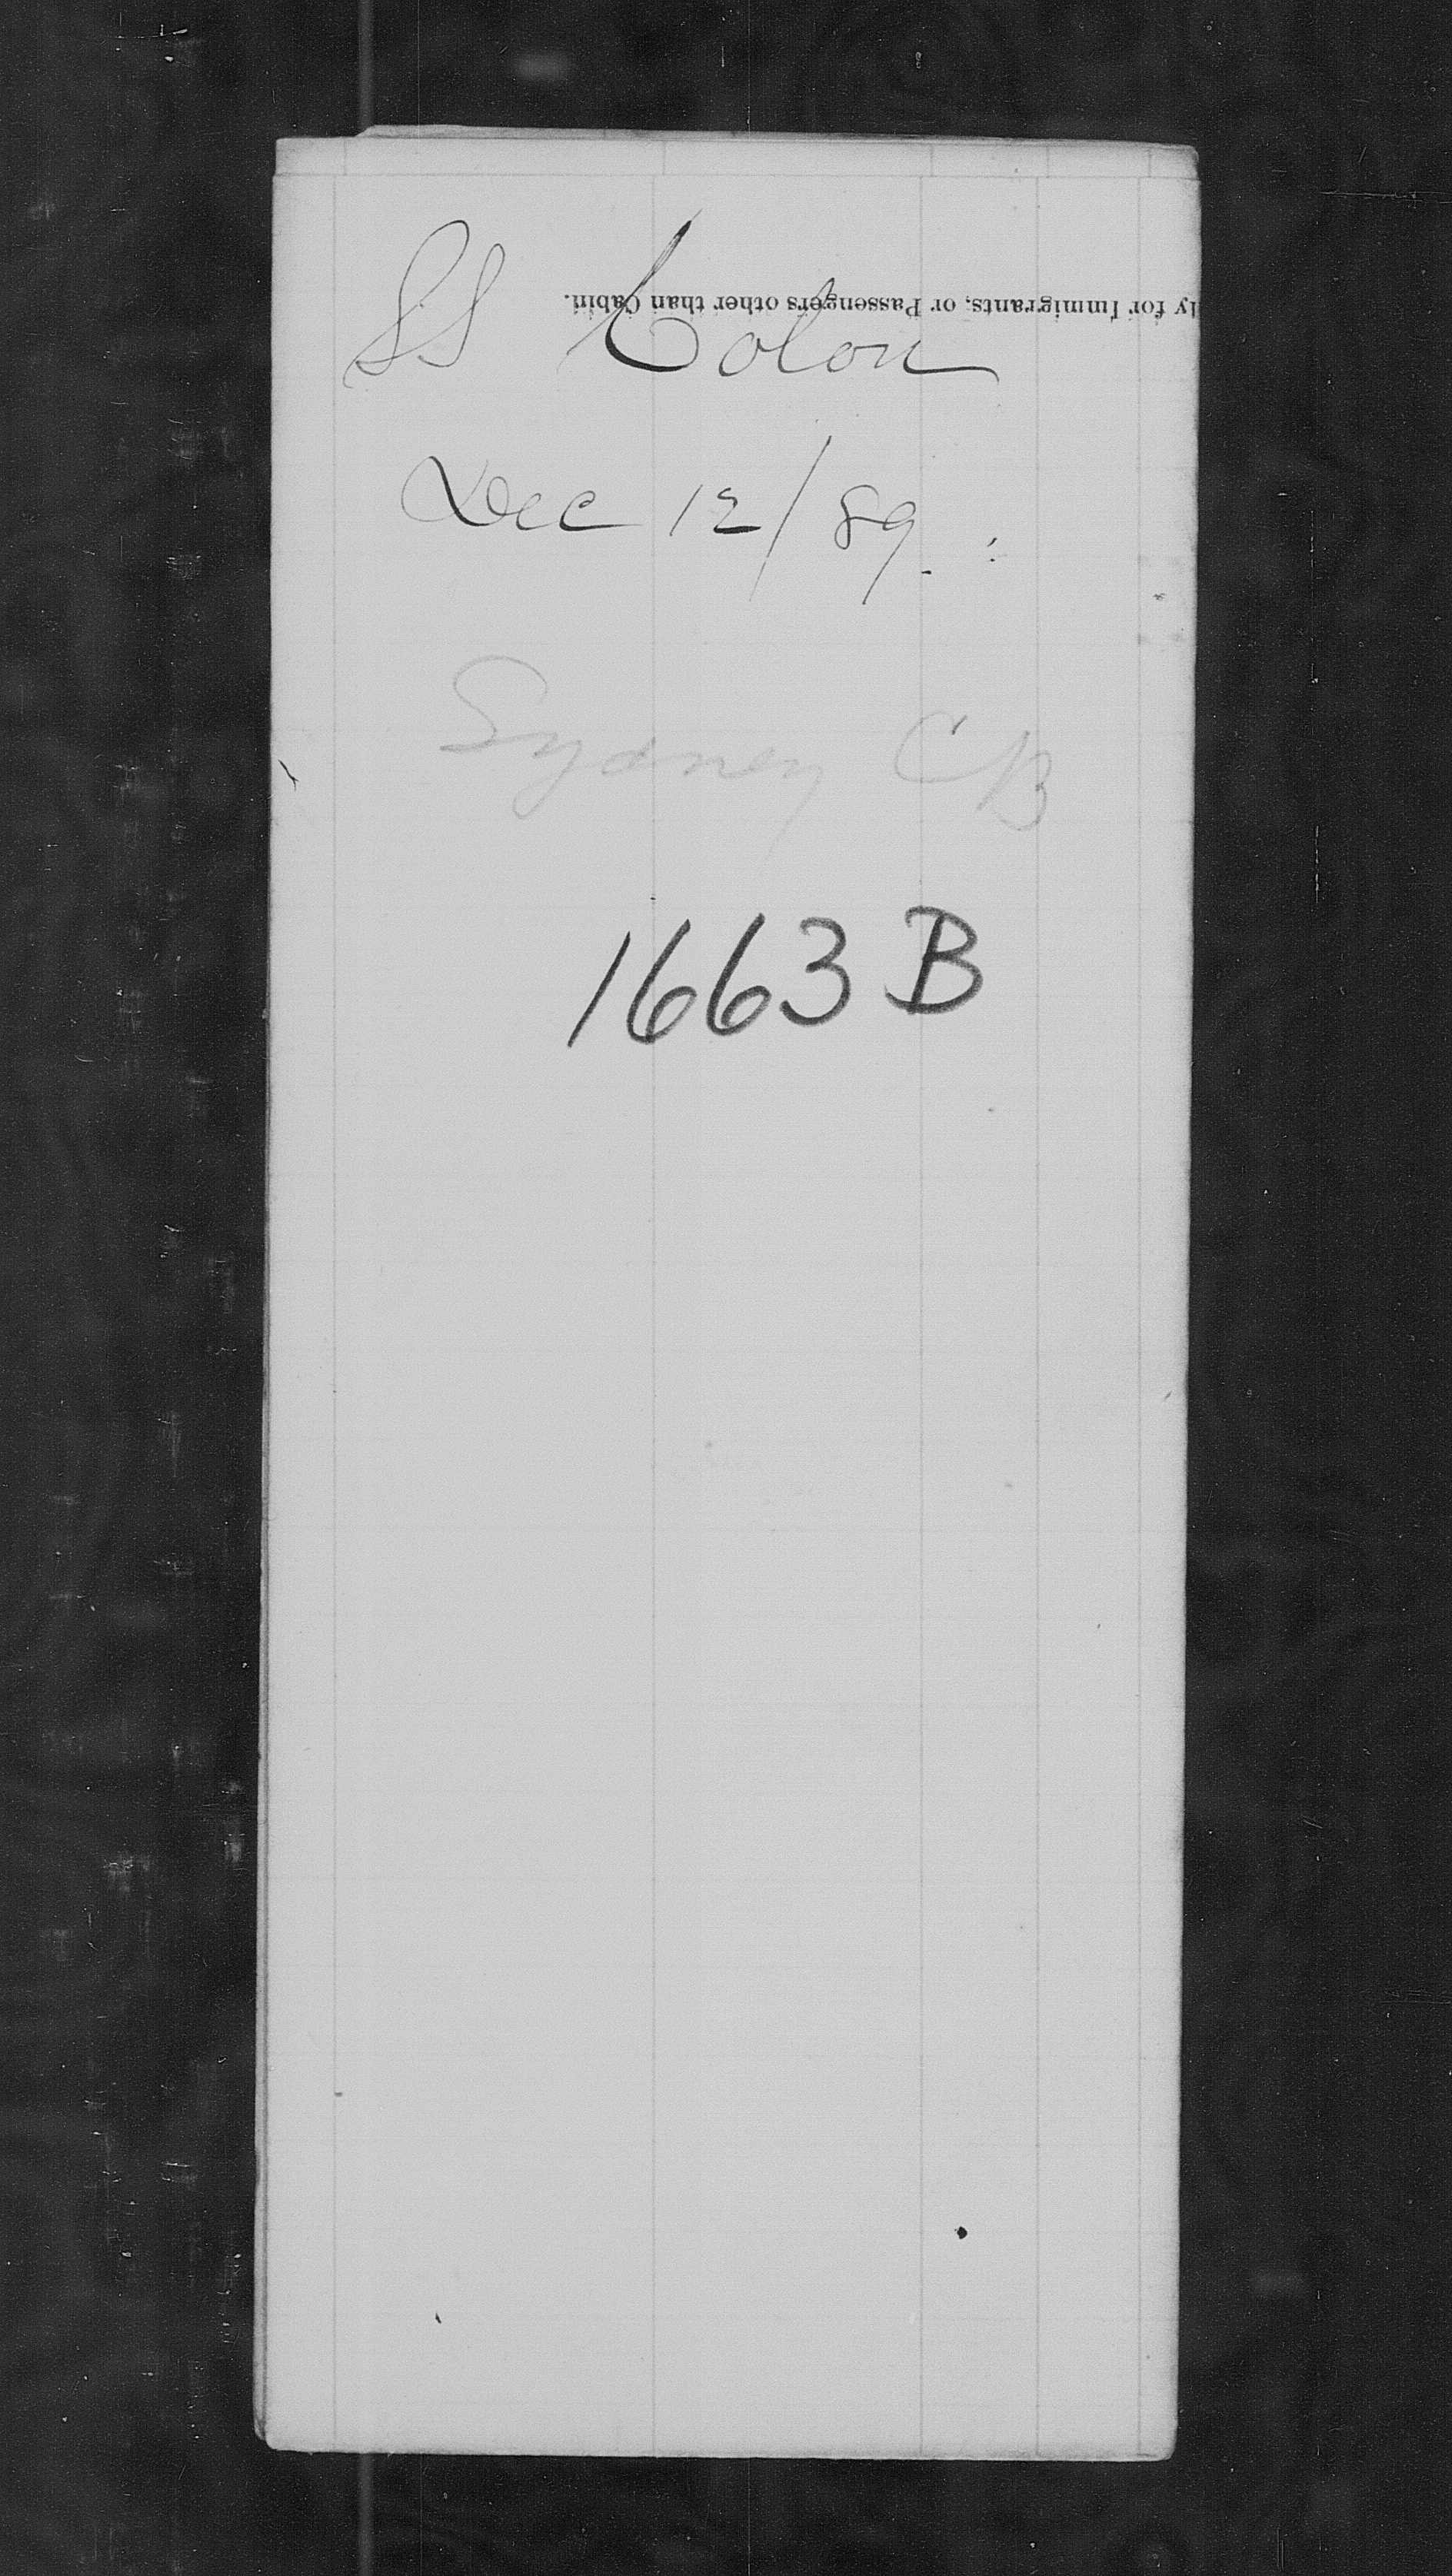 SS Colon
ly for Immigrants, or Passengers other than Cabin.
Dec 12/89.
Sydney CB
1663 B